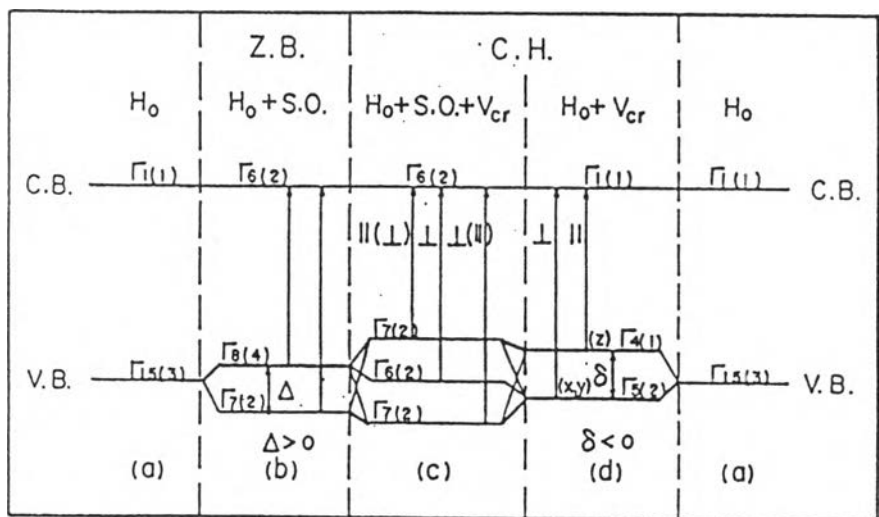 Z.B. C.H.
H₀ H₀+S.O. H₀+S.O.+Vcr H₀+Vcr H₀
C.B. Γ1(1) Γ6(2) Γ6(2) Γ1(1) Γ1(1) C.B.
||(⊥) ⊥ ⊥(||) ⊥ ||
Γ7(2) (z) Γ4(1)
Γ8(4)
V.B. Γ15(3) Γ6(2) δ Γ15(3) V.B.
Γ7(2) Δ (x,y) Γ5(2)
Γ7(2)
Δ>0 δ<0
(a) (b) (c) (d) (a)